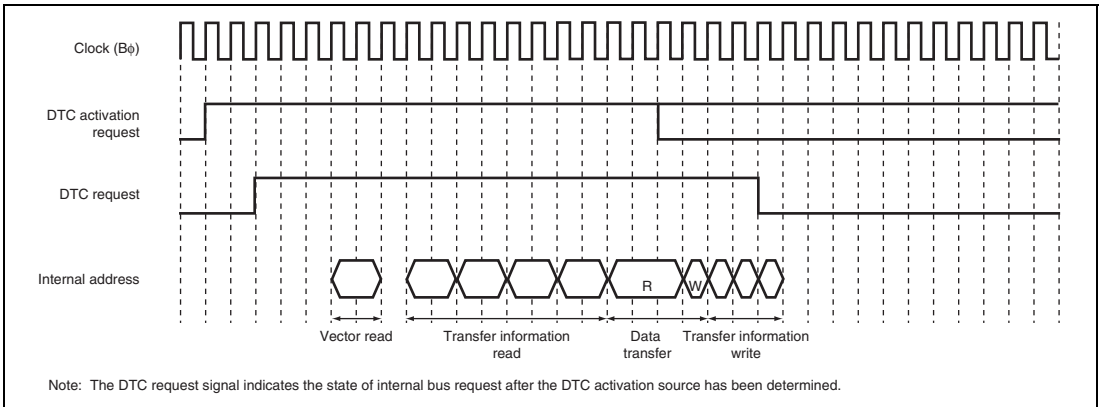 Clock (Bϕ)
DTC activation
request
DTC request
Internal address
R
W
Vector read
Transfer information
read
Data
transfer
Transfer information
write
Note: The DTC request signal indicates the state of internal bus request after the DTC activation source has been determined.